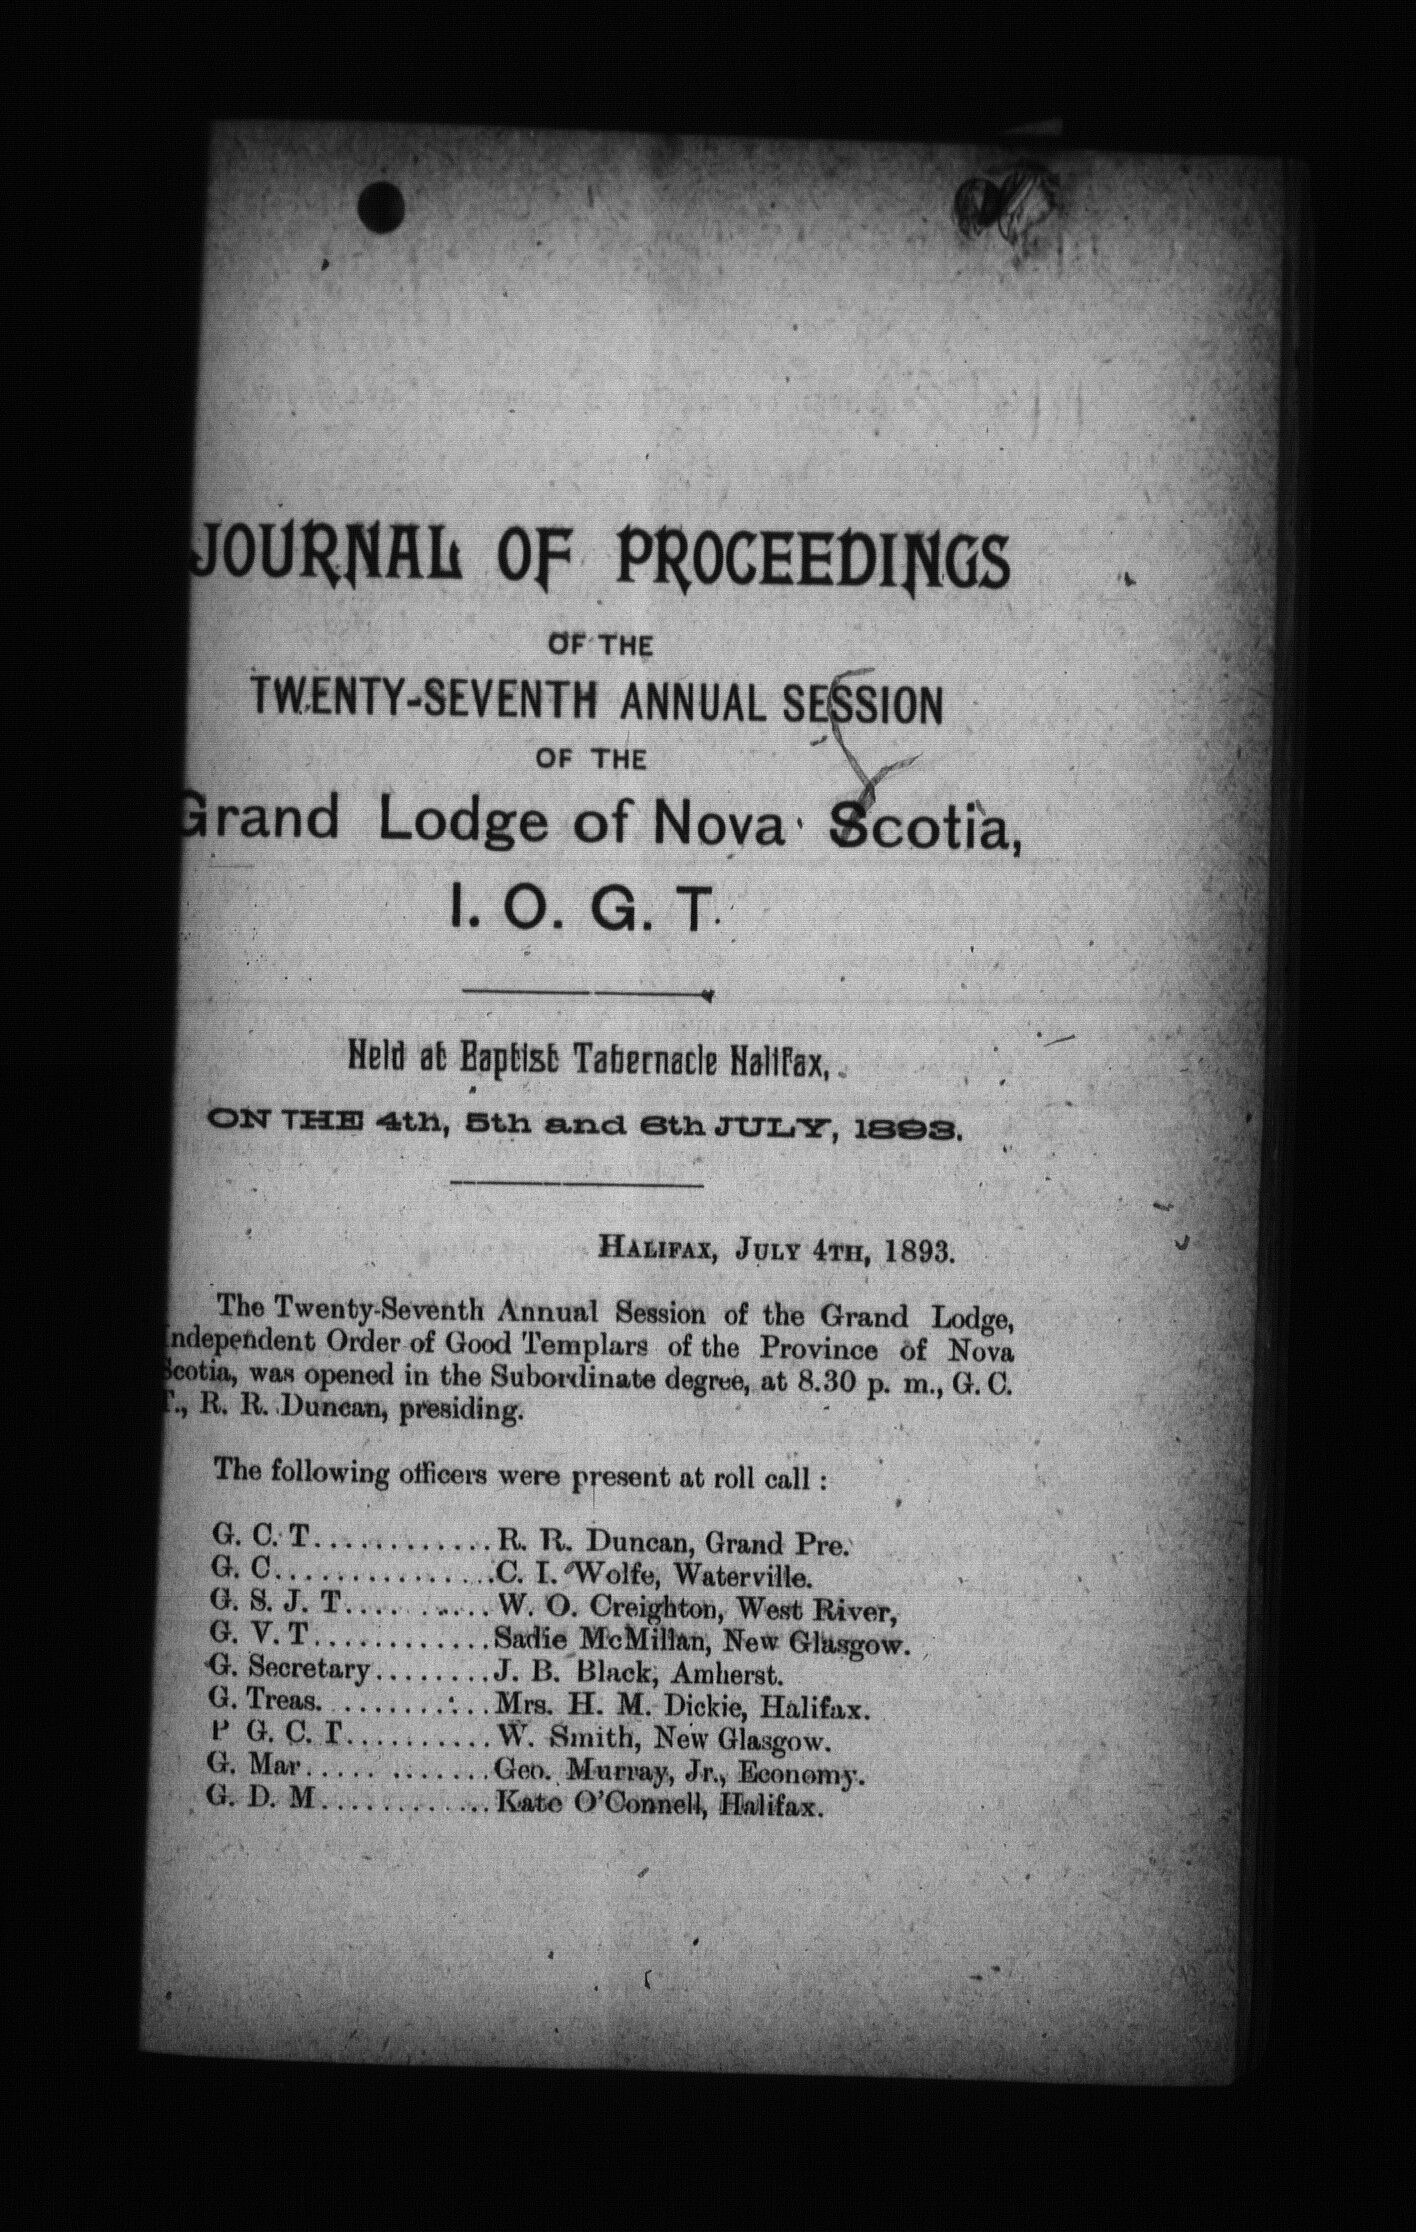 JOURNAL OF PROCEEDINGS
OF THE
TWENTY-SEVENTH ANNUAL SESSION
OF THE
Grand Lodge of Nova Scotia,
I. O. G. T.
Held at Baptist Tabernacle Halifax,
ON THE 4th, 5th and 6th JULY, 1893.
HALIFAX, JULY 4TH, 1893.
The Twenty-Seventh Annual Session of the Grand Lodge,
Independent Order of Good Templars of the Province of Nova
Scotia, was opened in the Subordinate degree, at 8.30 p. m., G. C.
T., R. R. Duncan, presiding.
The following officers were present at roll call :
G. C. T............R. R. Duncan, Grand Pre.
G. C...............C. I. Wolfe, Waterville.
G. S. J. T.... .....W. O. Creighton, West River,
G. V. T............Sadie McMillan, New Glasgow.
G. Secretary........J. B. Black, Amherst.
G. Treas. ..........Mrs. H. M. Dickie, Halifax.
P G. C. T..........W. Smith, New Glasgow.
G. Mar..... .......Geo. Murray, Jr., Economy.
G. D. M............Kate O'Connell, Halifax.